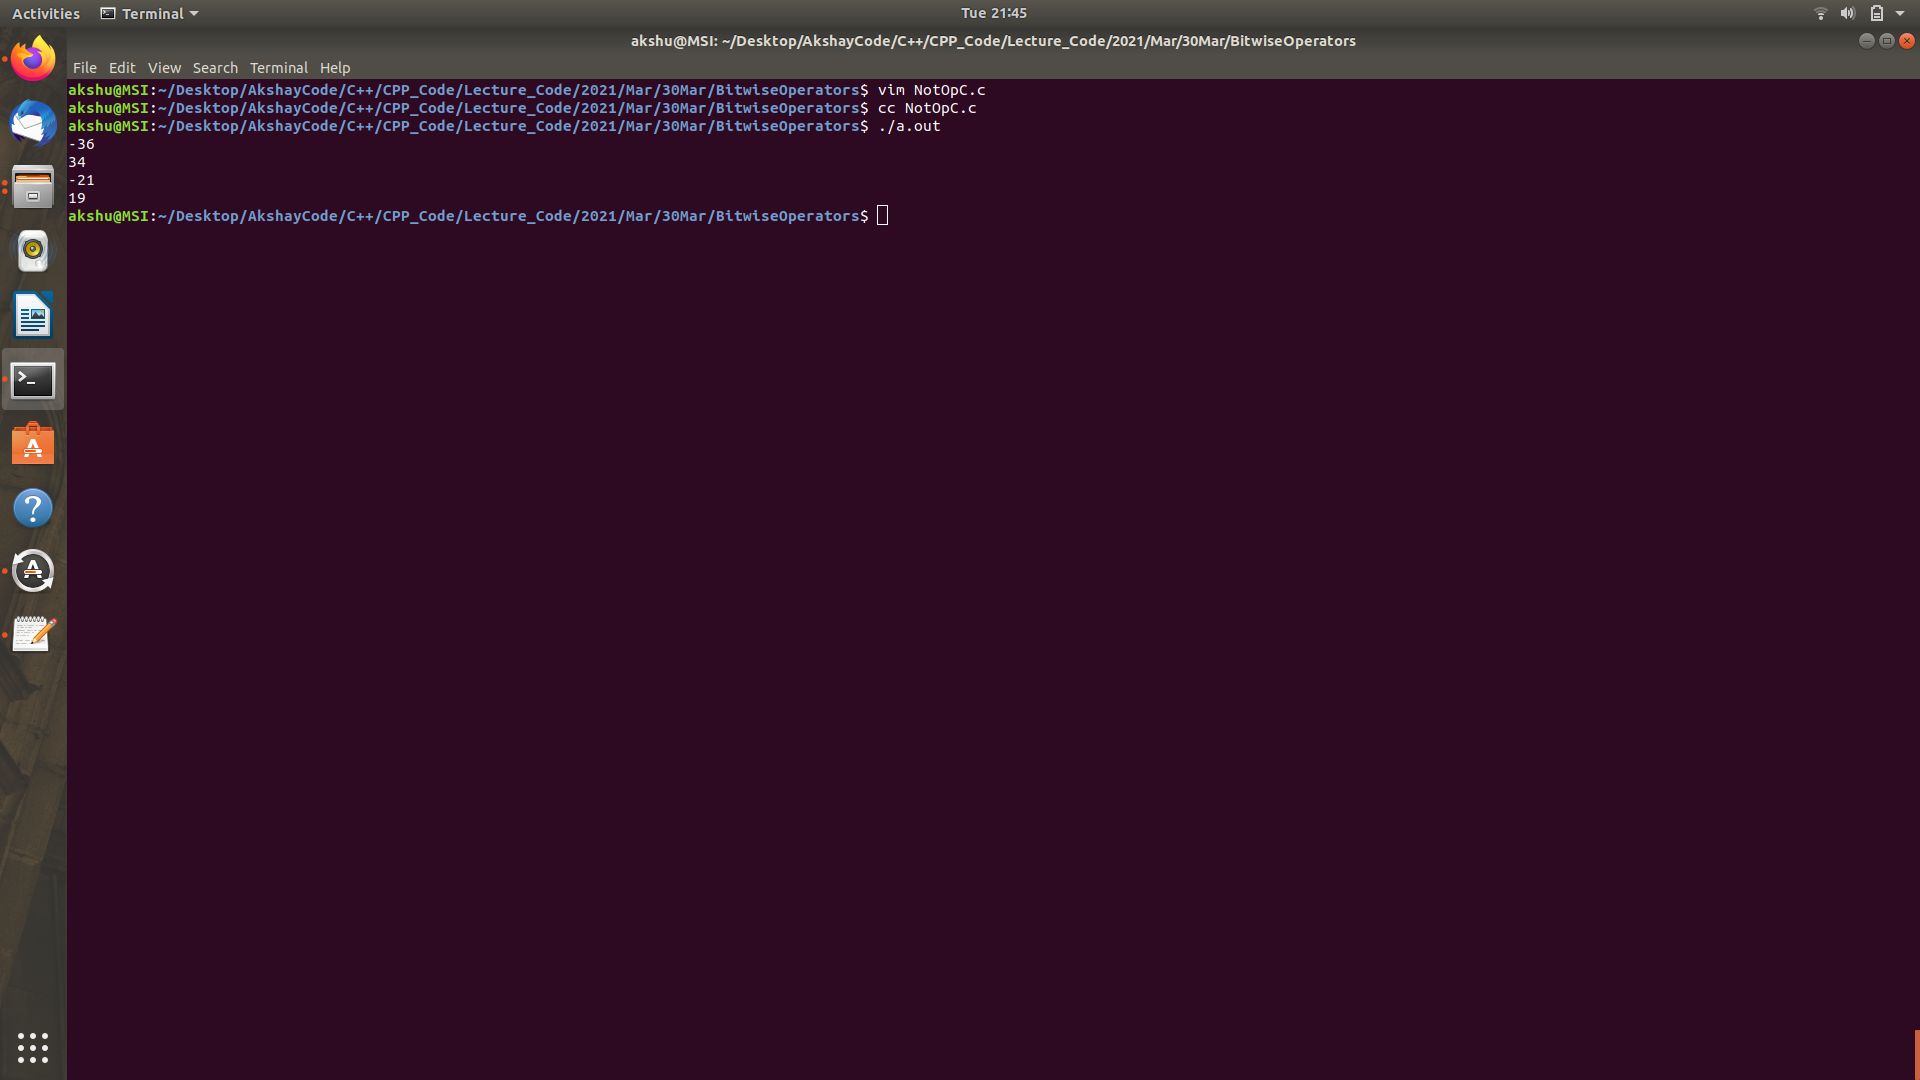 Activities Terminal Tue 21:45
akshu@MSI: ~/Desktop/AkshayCode/C++/CPP_Code/Lecture_Code/2021/Mar/30Mar/BitwiseOperators
File Edit View Search Terminal Help
akshu@MSI:~/Desktop/AkshayCode/C++/CPP_Code/Lecture_Code/2021/Mar/30Mar/BitwiseOperators$ vim NotOpC.c
akshu@MSI:~/Desktop/AkshayCode/C++/CPP_Code/Lecture_Code/2021/Mar/30Mar/BitwiseOperators$ cc NotOpC.c
akshu@MSI:~/Desktop/AkshayCode/C++/CPP_Code/Lecture_Code/2021/Mar/30Mar/BitwiseOperators$ ./a.out
-36
34
-21
19
akshu@MSI:~/Desktop/AkshayCode/C++/CPP_Code/Lecture_Code/2021/Mar/30Mar/BitwiseOperators$